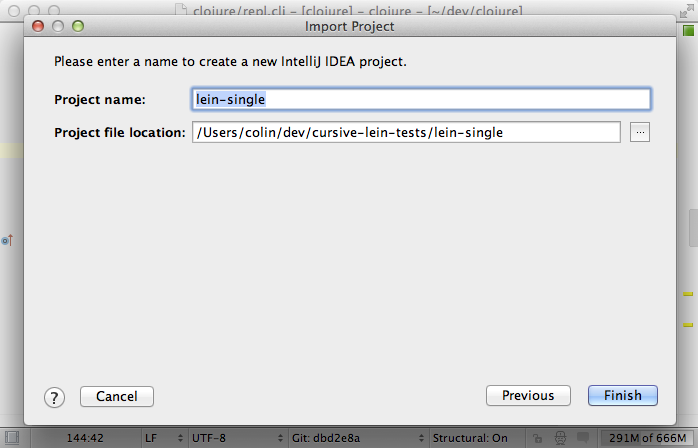 clojure/repl.clj - [clojure] - clojure - [~/dev/clojure]
Import Project
Please enter a name to create a new IntelliJ IDEA project.
Project name: lein-single
Project file location: /Users/colin/dev/cursive-lein-tests/lein-single ...
? Cancel Previous Finish
144:42 LF UTF-8 Git: dbd2e8a Structural: On 291M of 666M